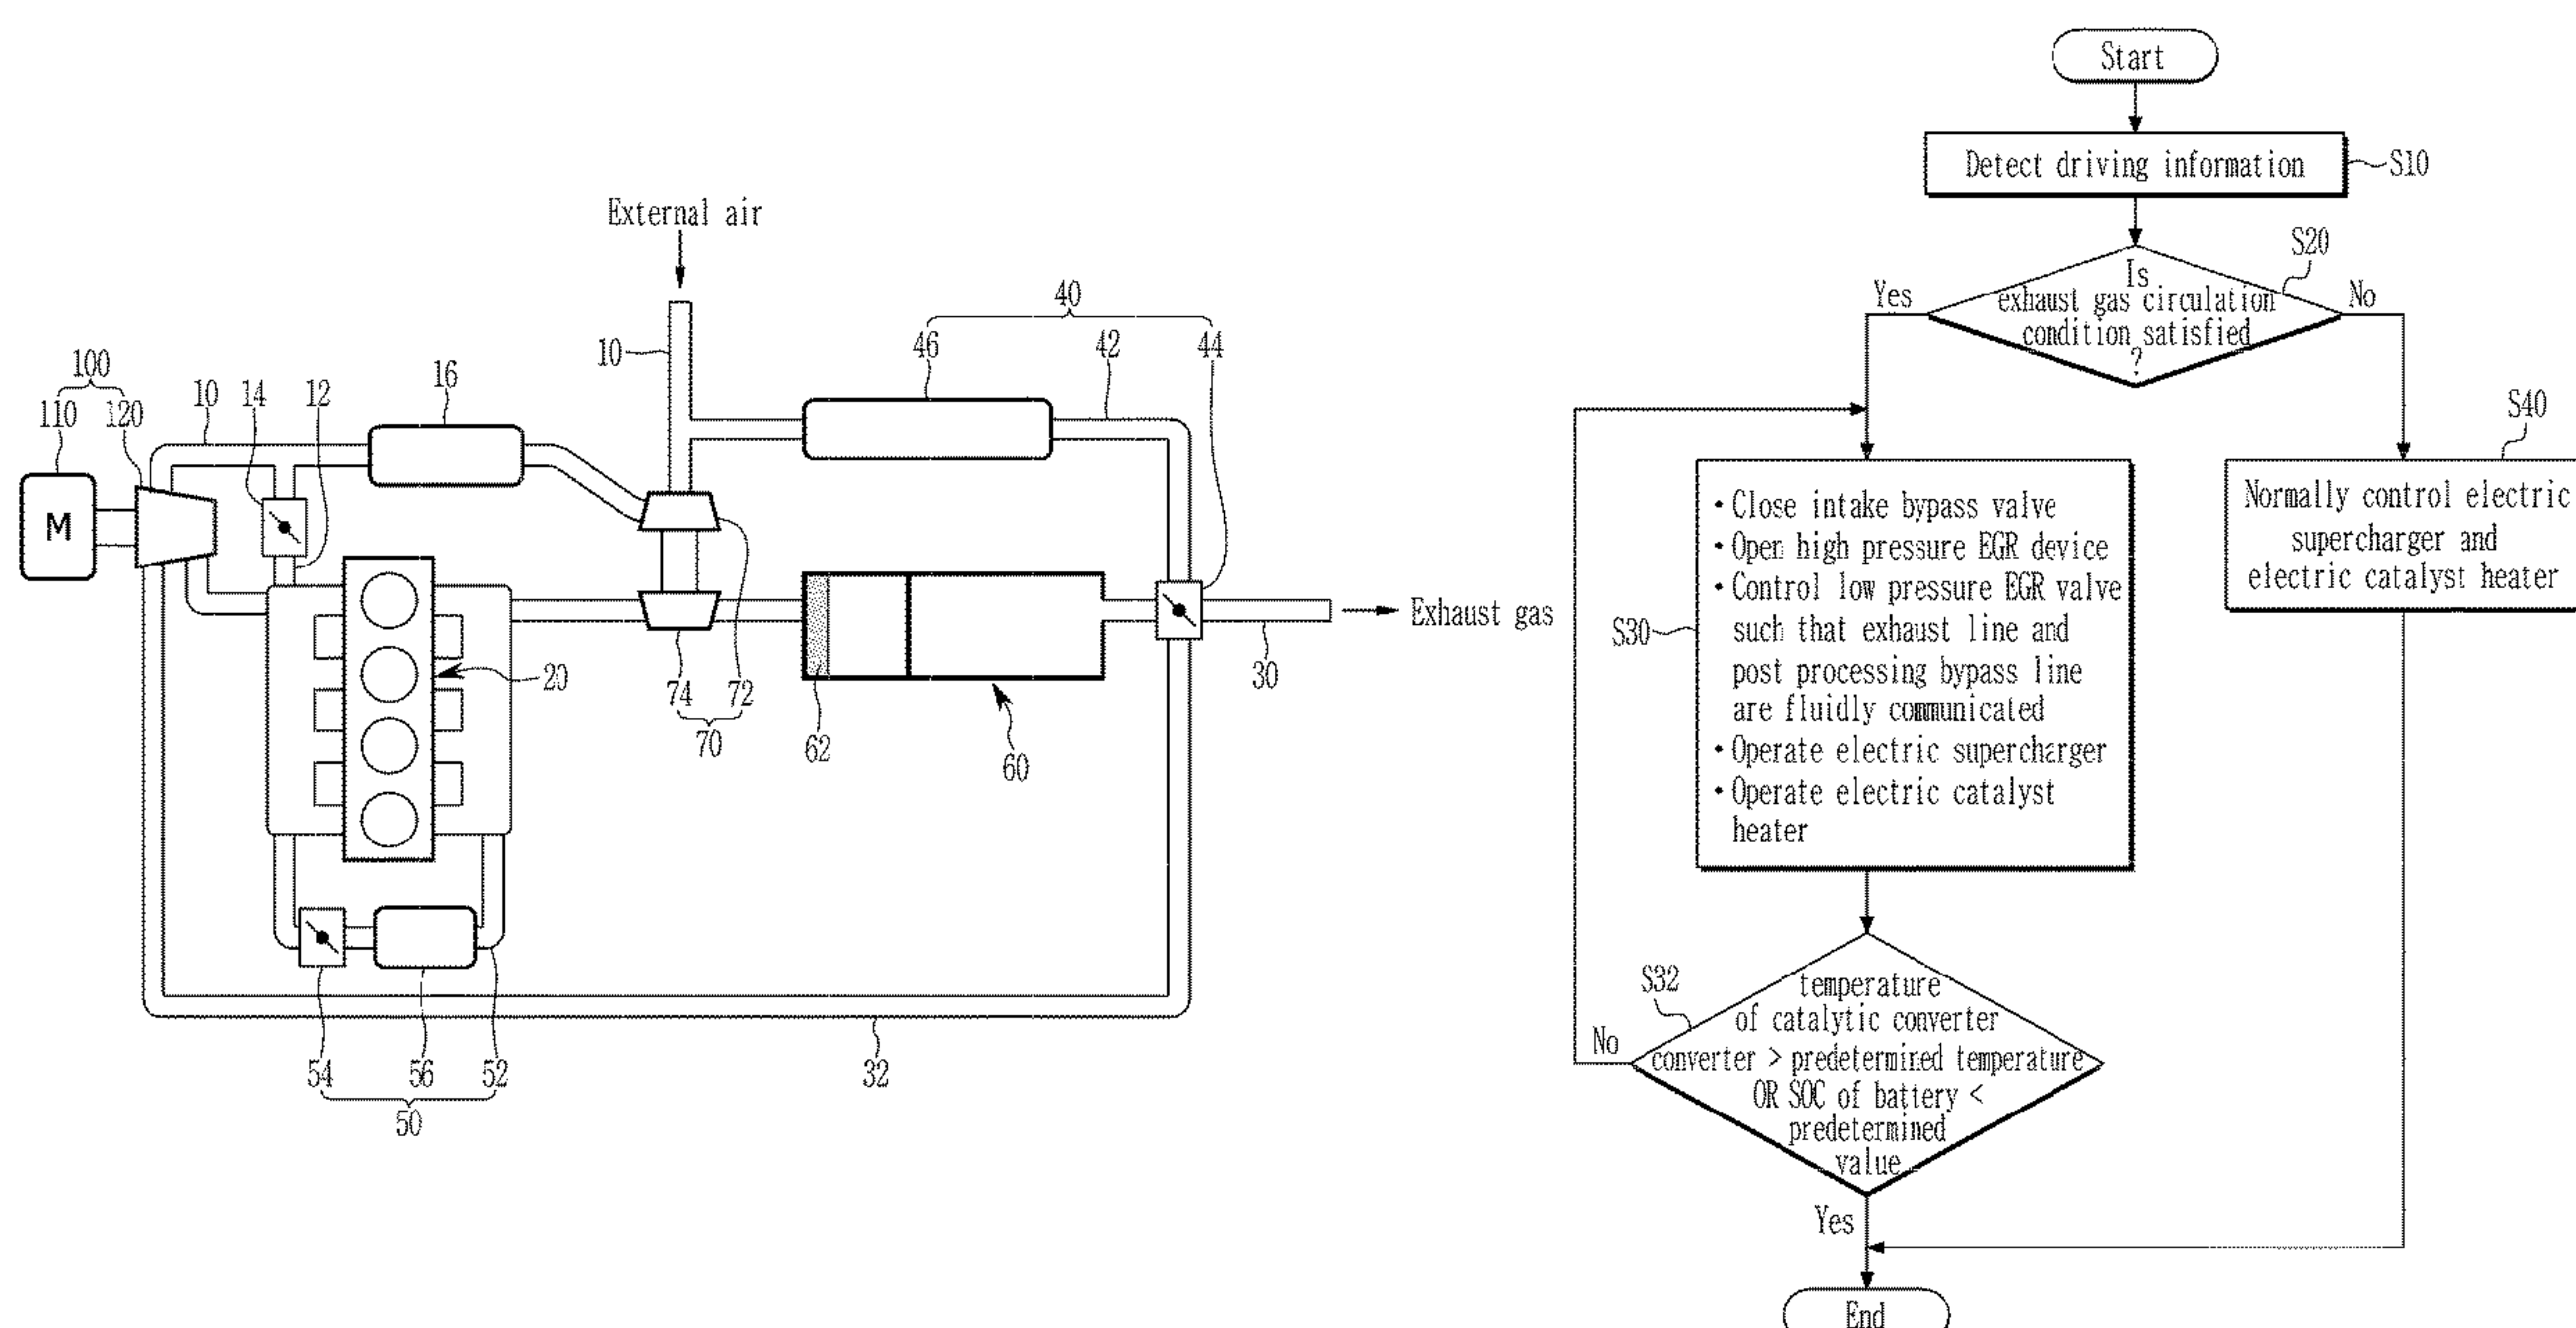 External air
40
10
46
42
44
100
110
120
10
14
12
16
M
20
74
72
70
62
60
30
Exhaust gas
54
56
52
50
32
Start
Detect driving information
S10
S20
Is
exhaust gas circulation
condition satisfied
?
Yes
No
S30
• Close intake bypass valve
• Open high pressure EGR device
• Control low pressure EGR valve
such that exhaust line and
post processing bypass line
are fluidly communicated
• Operate electric supercharger
• Operate electric catalyst
heater
S40
Normally control electric
supercharger and
electric catalyst heater
S32
temperature
of catalytic converter
converter > predetermined temperature
OR SOC of battery <
predetermined
value
No
Yes
End